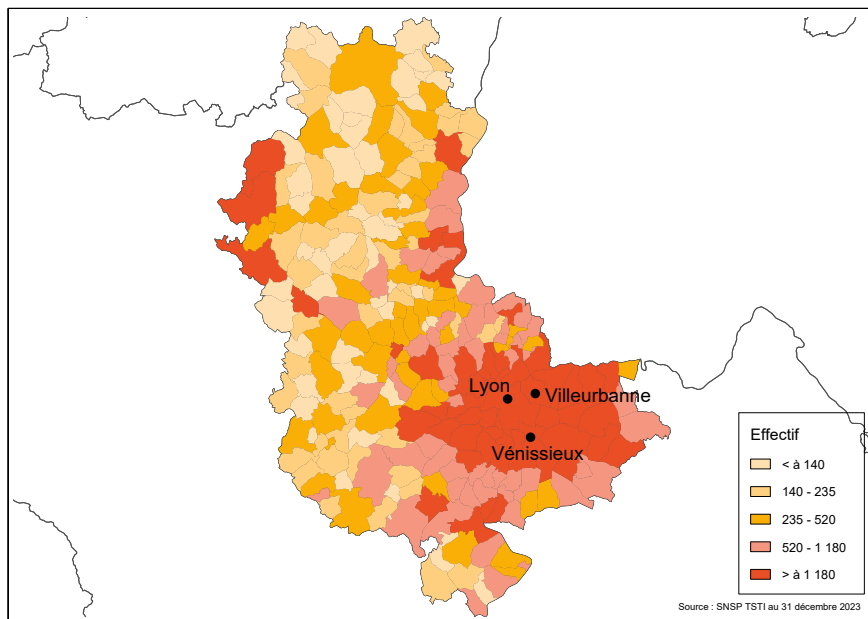 Lyon
Villeurbanne
Vénissieux
Effectif
< à 140
140 - 235
235 - 520
520 - 1 180
> à 1 180
Source : SNSP TSTI au 31 décembre 2023